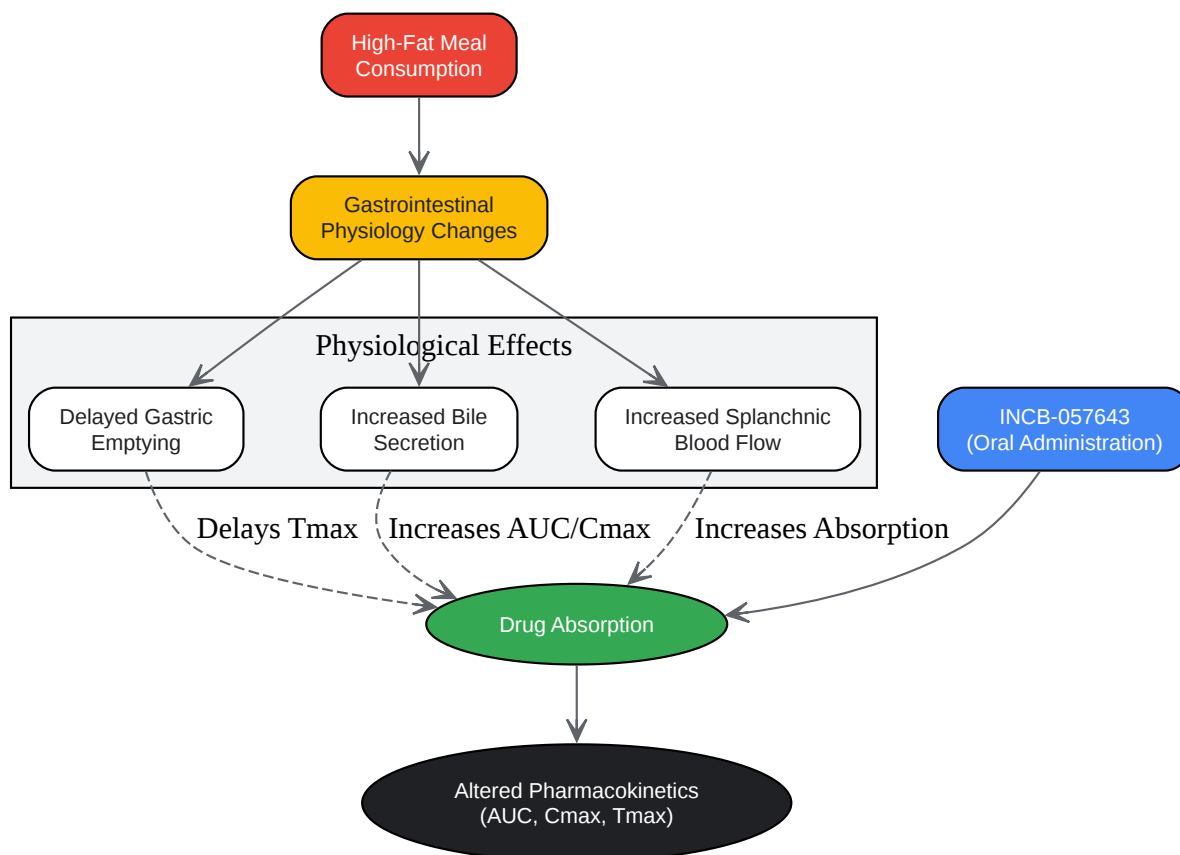 High-Fat Meal
Consumption
Gastrointestinal
Physiology Changes
Physiological Effects
Delayed Gastric
Emptying
Increased Bile
Secretion
Increased Splanchnic
Blood Flow
INCB-057643
(Oral Administration)
Delays Tmax
Increases AUC/Cmax
Increases Absorption
Drug Absorption
Altered Pharmacokinetics
(AUC, Cmax, Tmax)